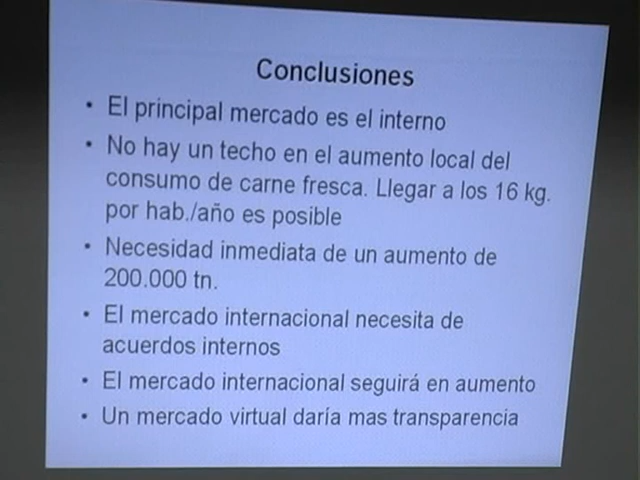 Conclusiones
• El principal mercado es el interno
• No hay un techo en el aumento local del
consumo de carne fresca. Llegar a los 16 kg.
por hab./año es posible
• Necesidad inmediata de un aumento de
200.000 tn.
• El mercado internacional necesita de
acuerdos internos
• El mercado internacional seguirá en aumento
• Un mercado virtual daría mas transparencia